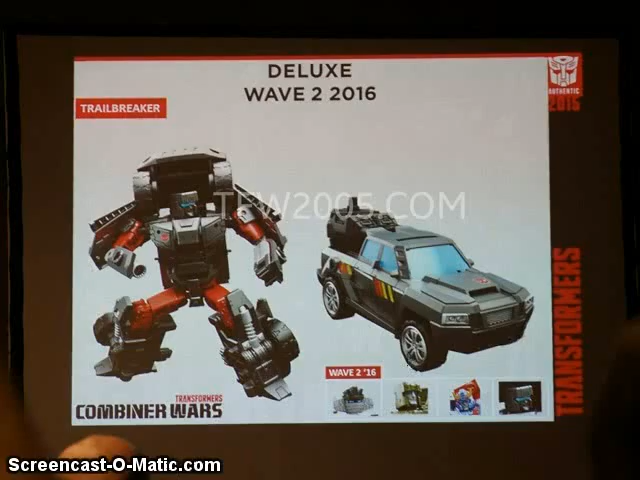 DELUXE
WAVE 2 2016
TRAILBREAKER
AUTHENTIC
2015
TFW2005.COM
TRANSFORMERS
WAVE 2 '16
TRANSFORMERS
COMBINER WARS
Screencast-O-Matic.com